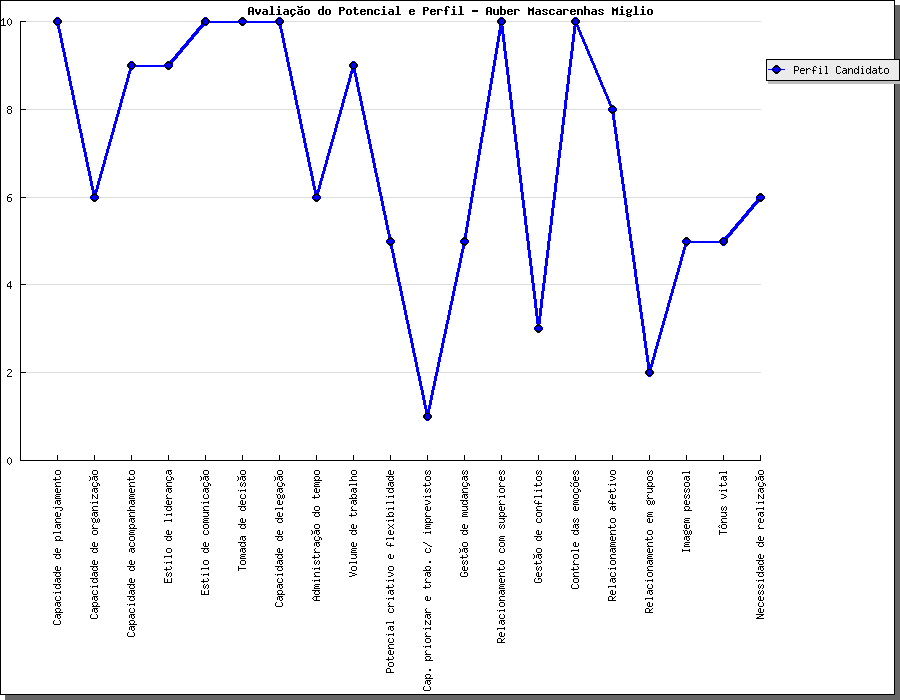 Avaliação do Potencial e Perfil - Auber Mascarenhas Miglio
Perfil Candidato
10
8
6
4
2
0
Capacidade de planejamento
Capacidade de organização
Capacidade de acompanhamento
Estilo de liderança
Estilo de comunicação
Tomada de decisão
Capacidade de delegação
Administração do tempo
Volume de trabalho
Potencial criativo e flexibilidade
Cap. priorizar e trab. c/ imprevistos
Gestão de mudanças
Relacionamento com superiores
Gestão de conflitos
Controle das emoções
Relacionamento afetivo
Relacionamento em grupos
Imagem pessoal
Tônus vital
Necessidade de realização